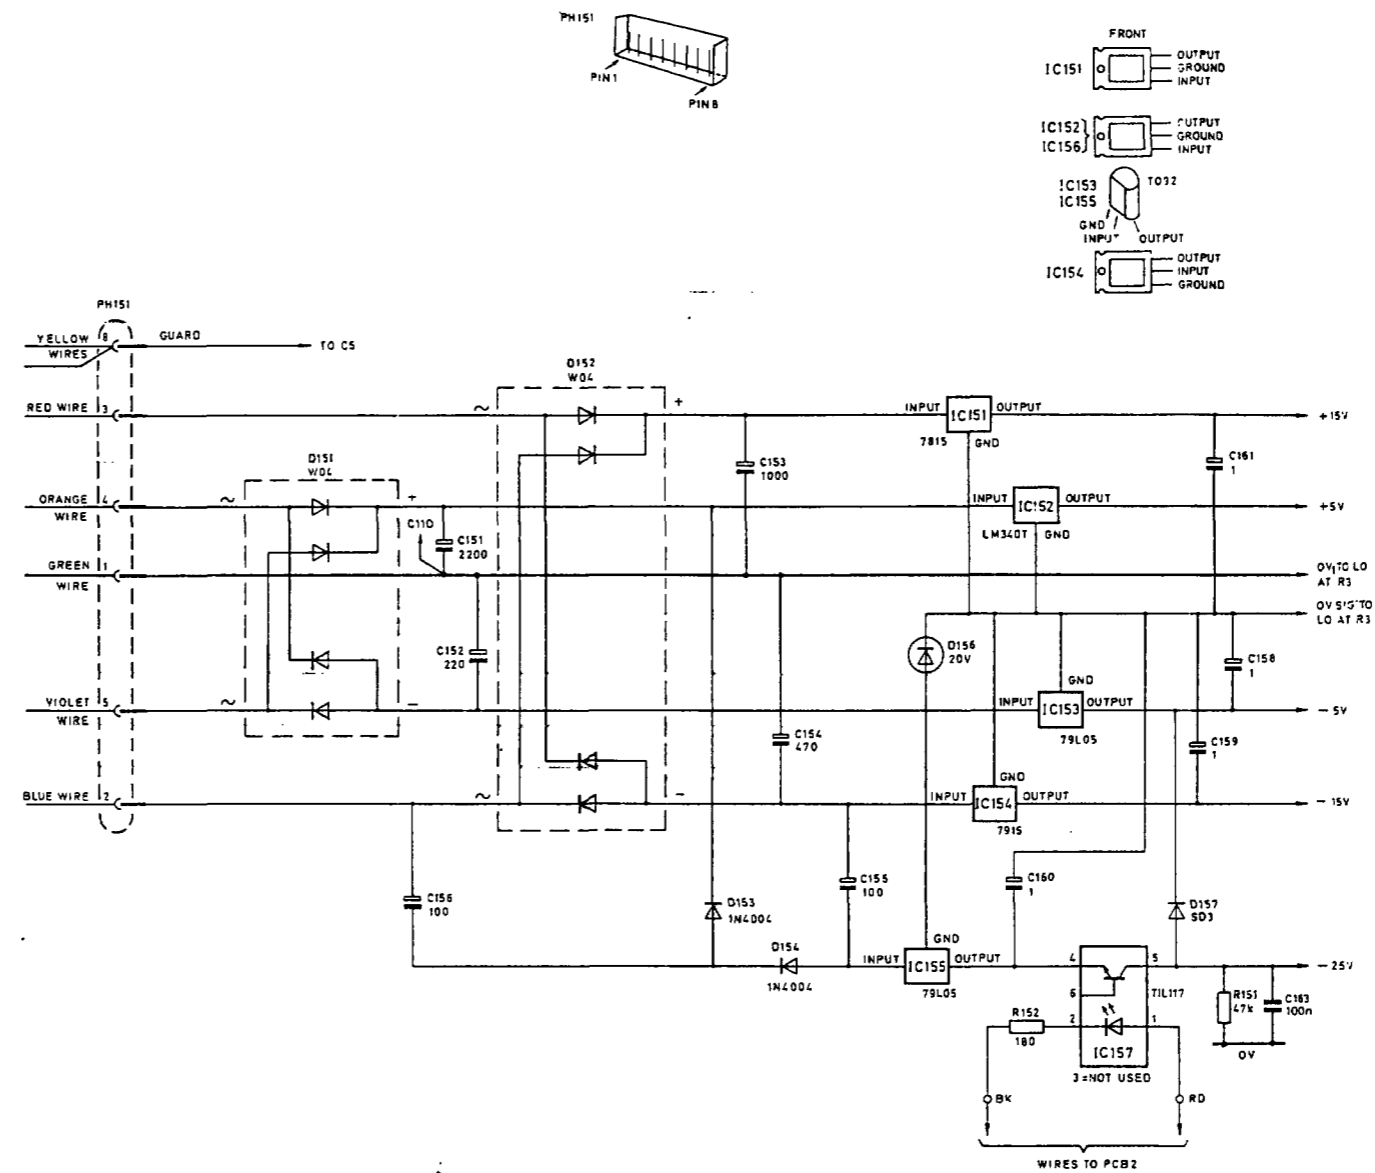 PH151
PIN 1
PIN 8
FRONT
IC151
OUTPUT
GROUND
INPUT
IC152
IC156
OUTPUT
GROUND
INPUT
IC153
IC155
TO92
GND
INPUT
OUTPUT
IC154
OUTPUT
INPUT
GROUND
PH151
YELLOW WIRES
8
GUARD
TO C5
D152
W04
RED WIRE 3
~
+
INPUT
IC151
OUTPUT
+15V
7815
GND
C153
1000
C161
1
D151
W04
ORANGE WIRE
4
~
+
C110
C151
2200
INPUT
IC152
OUTPUT
+5V
LM340T
GND
GREEN WIRE
1
0V, TO LO
AT R3
0V SIG TO
LO AT R3
C152
220
D156
20V
C158
1
GND
VIOLET WIRE
5
~
−
INPUT
IC153
OUTPUT
− 5V
79L05
C154
470
C159
1
GND
BLUE WIRE 2
~
−
INPUT
IC154
OUTPUT
− 15V
7915
C156
100
C155
100
C160
1
D153
1N4004
D157
SD3
D154
1N4004
GND
INPUT
IC155
OUTPUT
79L05
4
5
− 25V
6
TIL117
R151
47k
C163
100n
R152
180
2
1
IC157
0V
3=NOT USED
BK
RD
WIRES TO PCB2